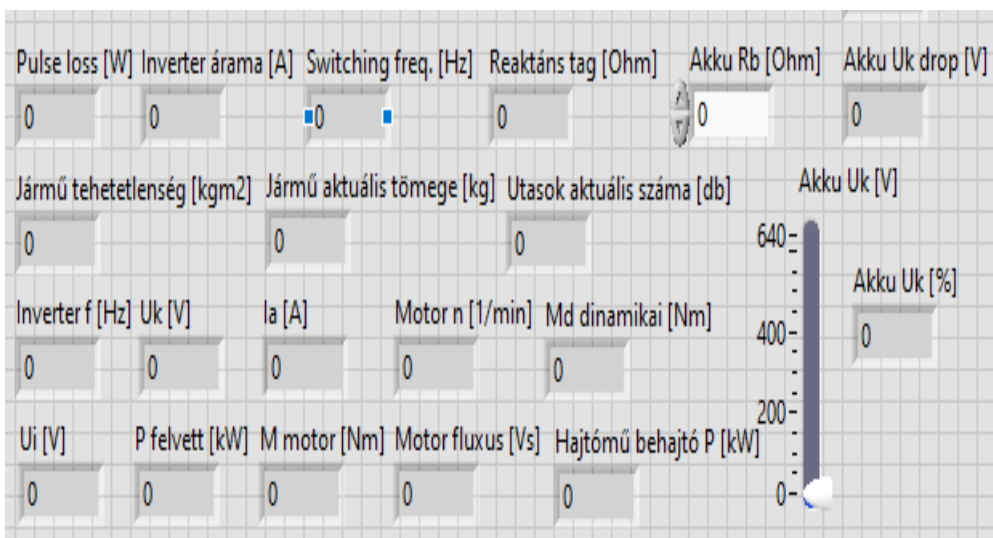 Pulse loss [W] Inverter árama [A] Switching freq. [Hz] Reaktáns tag [Ohm] Akku Rb [Ohm] Akku Uk drop [V]
0 0 0 0 0 0
Jármű tehetetlenség [kgm2] Jármű aktuális tömege [kg] Utasok aktuális száma [db] Akku Uk [V]
0 0 0 640
Akku Uk [%]
Inverter f [Hz] Uk [V] Ia [A] Motor n [1/min] Md dinamikai [Nm] 400
0
0 0 0 0 0
200
Ui [V] P felvett [kW] M motor [Nm] Motor fluxus [Vs] Hajtómű behajtó P [kW]
0 0 0 0 0 0